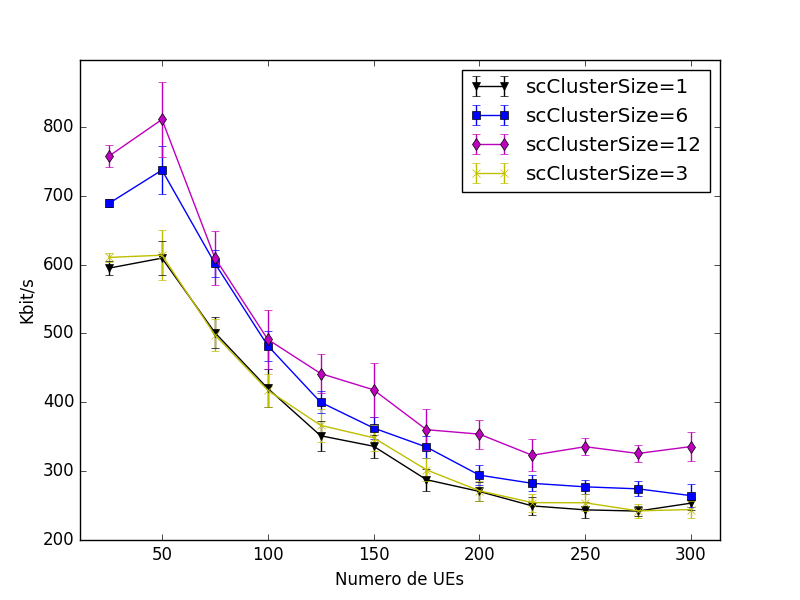 scClusterSize=1
scClusterSize=6
scClusterSize=12
scClusterSize=3
800
700
600
500
400
300
200
Kbit/s
50 100 150 200 250 300
Numero de UEs